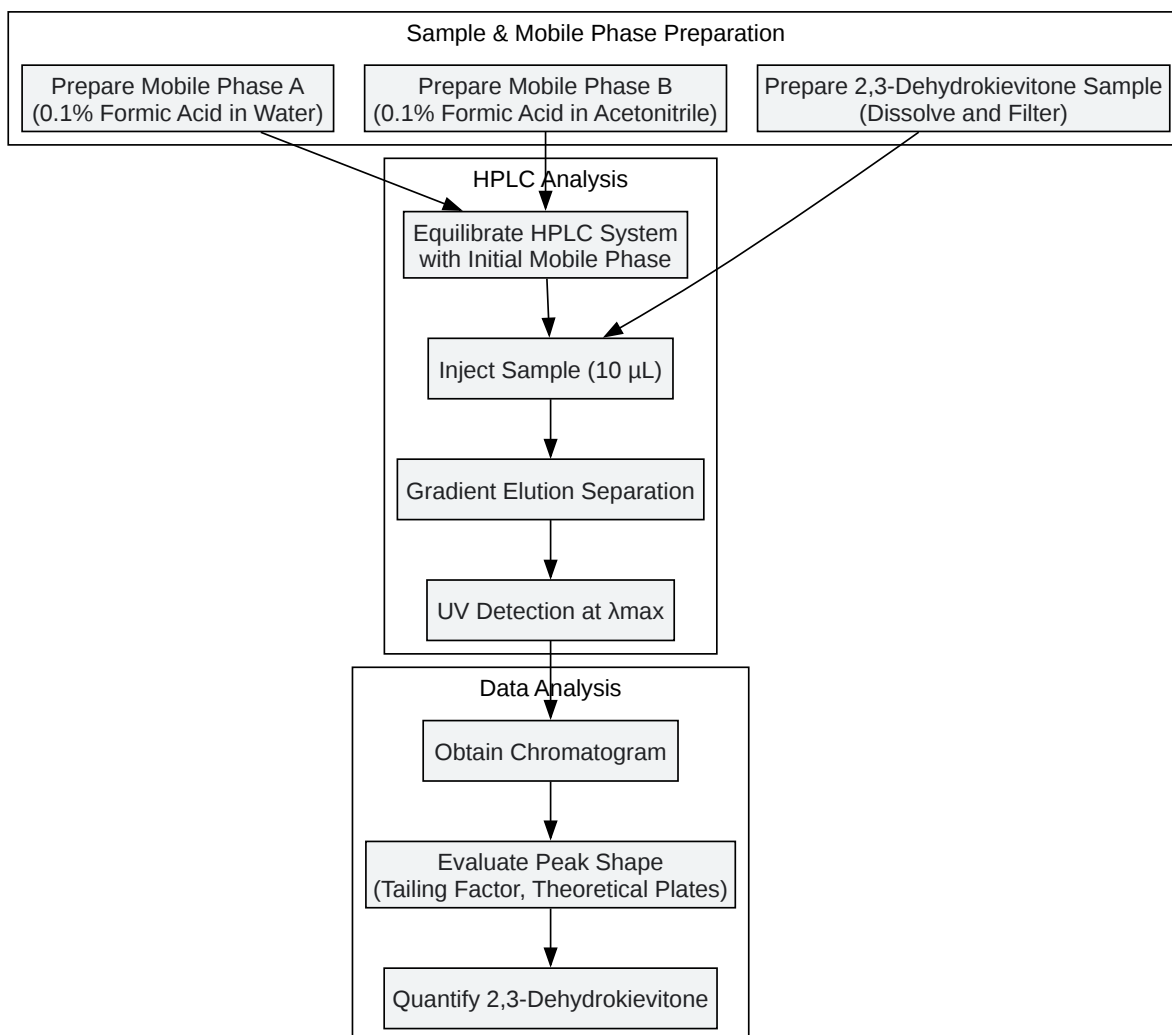 Sample & Mobile Phase Preparation
Prepare Mobile Phase A
(0.1% Formic Acid in Water)
Prepare Mobile Phase B
(0.1% Formic Acid in Acetonitrile)
Prepare 2,3-Dehydrokievitone Sample
(Dissolve and Filter)
HPLC Analysis
Equilibrate HPLC System
with Initial Mobile Phase
Inject Sample (10 µL)
Gradient Elution Separation
UV Detection at λmax
Data Analysis
Obtain Chromatogram
Evaluate Peak Shape
(Tailing Factor, Theoretical Plates)
Quantify 2,3-Dehydrokievitone